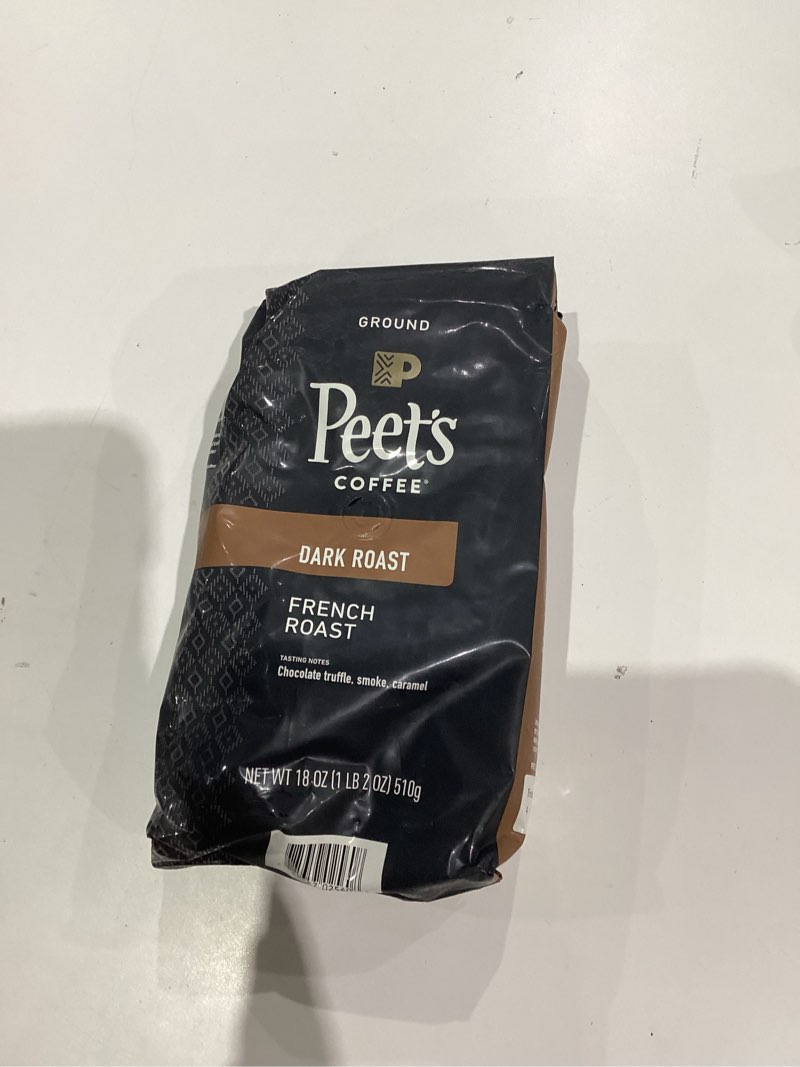 GROUND
Peet's
COFFEE®
DARK ROAST
FRENCH
ROAST
TASTING NOTES
Chocolate truffle, smoke, caramel
NET WT 18 OZ (1 LB 2 OZ) 510g